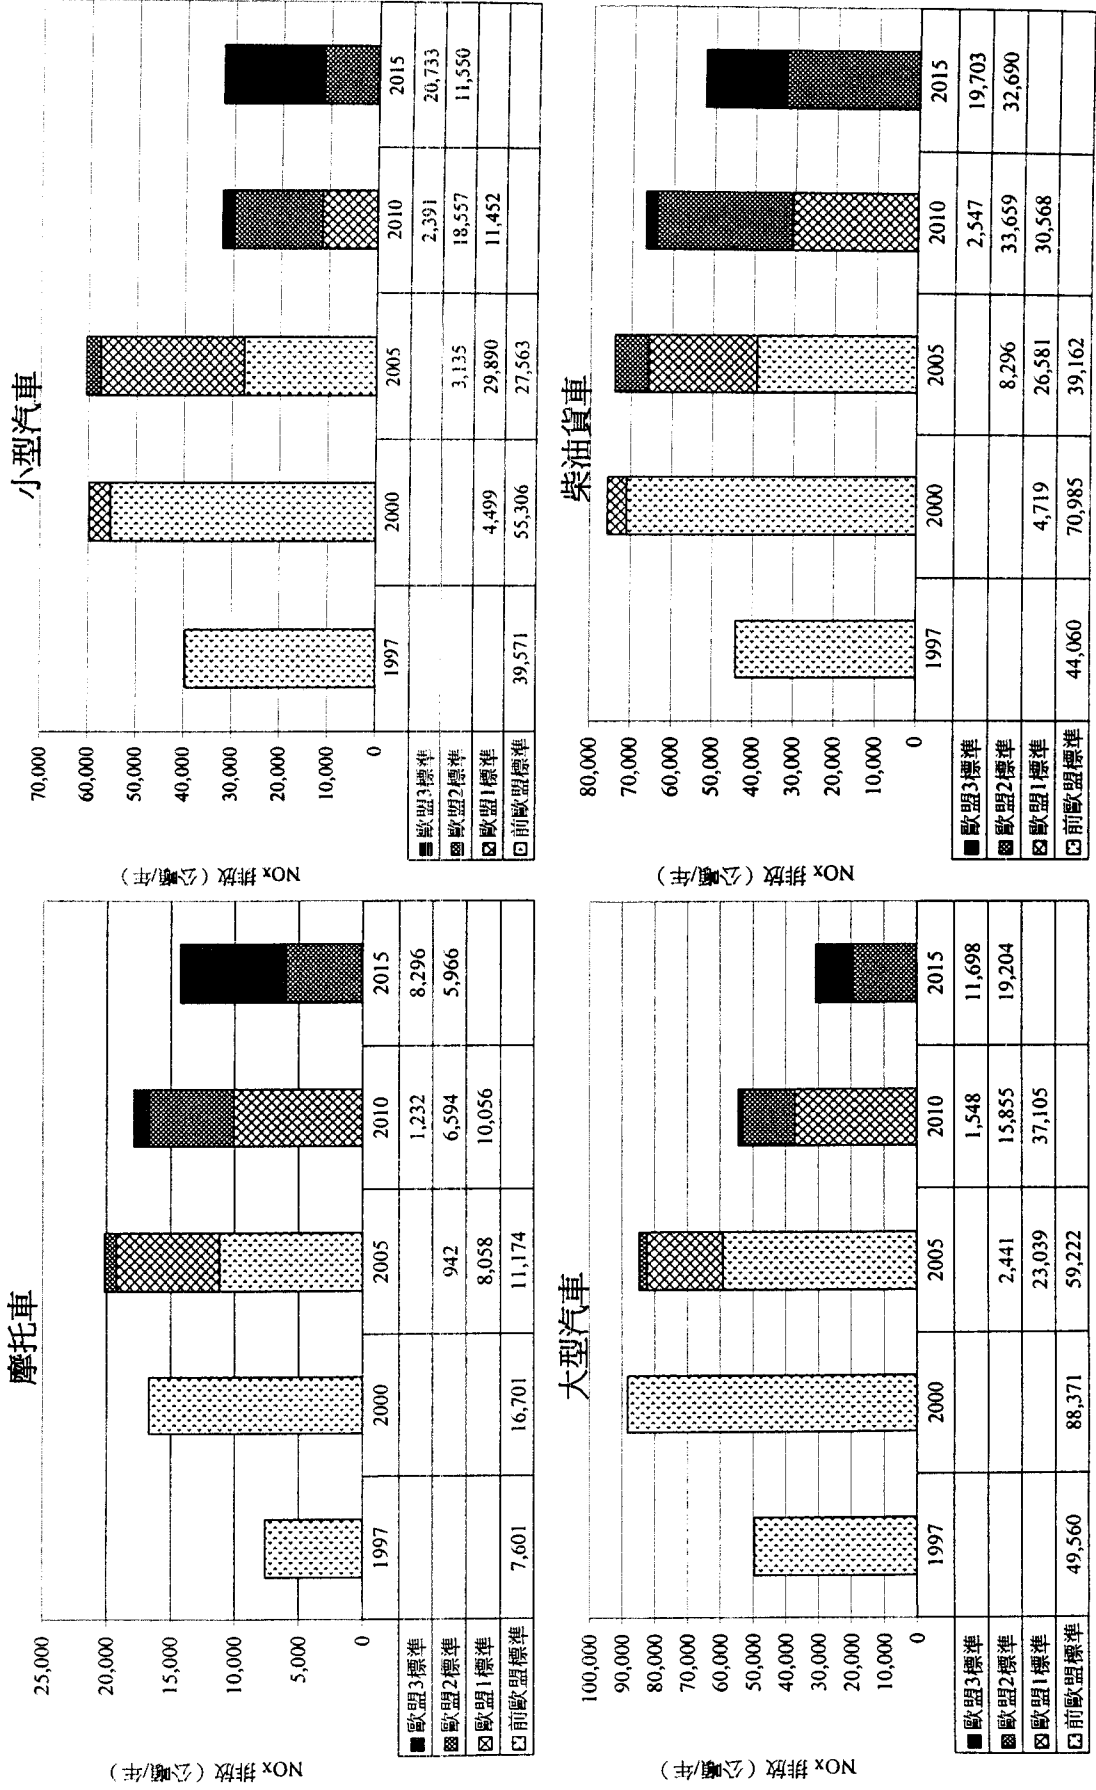 摩托車
NOx 排放（公噸/年）
25,000
20,000
15,000
10,000
5,000
0
1997 2000 2005 2010 2015
歐盟3標準 1,232 8,296
歐盟2標準 942 6,594 5,966
歐盟1標準 8,058 10,056
前歐盟標準 7,601 16,701 11,174
小型汽車
NOx 排放（公噸/年）
70,000
60,000
50,000
40,000
30,000
20,000
10,000
0
1997 2000 2005 2010 2015
歐盟3標準 2,391 20,733
歐盟2標準 3,135 18,557 11,550
歐盟1標準 4,499 29,890 11,452
前歐盟標準 39,571 55,306 27,563
大型汽車
NOx 排放（公噸/年）
100,000
90,000
80,000
70,000
60,000
50,000
40,000
30,000
20,000
10,000
0
1997 2000 2005 2010 2015
歐盟3標準 1,548 11,698
歐盟2標準 2,441 15,855 19,204
歐盟1標準 23,039 37,105
前歐盟標準 49,560 88,371 59,222
柴油貨車
NOx 排放（公噸/年）
80,000
70,000
60,000
50,000
40,000
30,000
20,000
10,000
0
1997 2000 2005 2010 2015
歐盟3標準 2,547 19,703
歐盟2標準 8,296 33,659 32,690
歐盟1標準 4,719 26,581 30,568
前歐盟標準 44,060 70,985 39,162